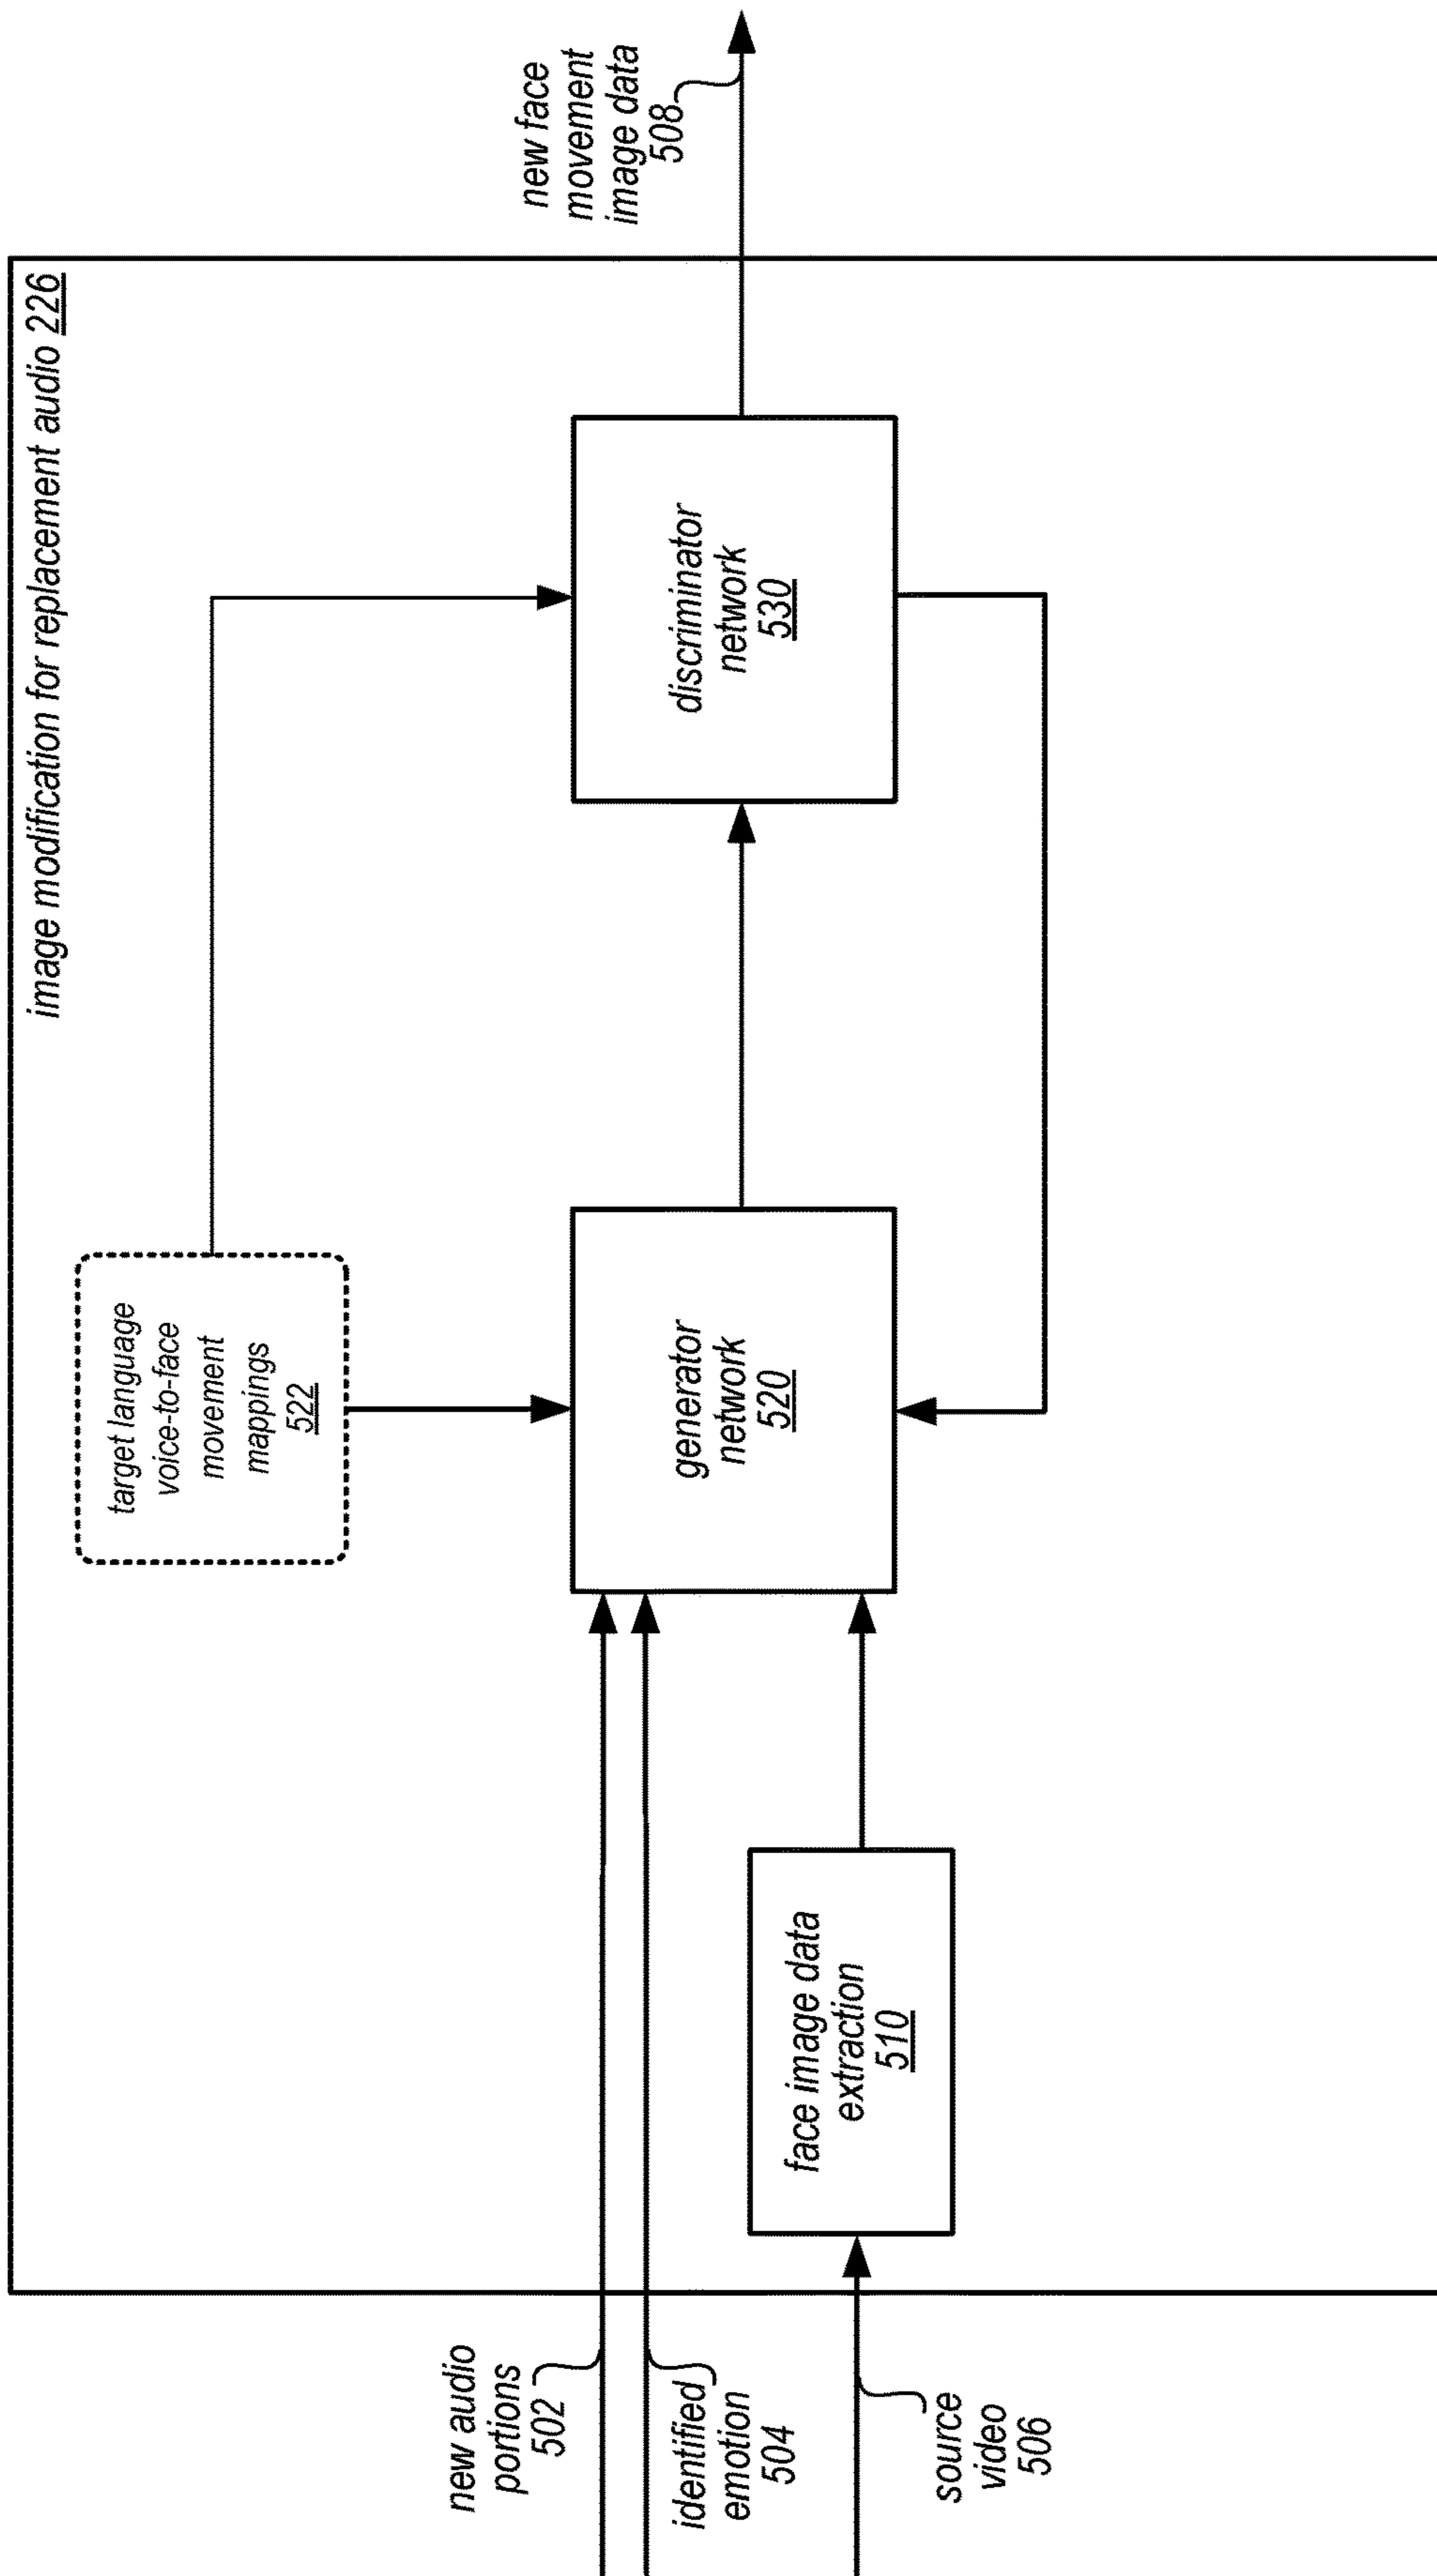 image modification for replacement audio 226
target language
voice-to-face
movement
mappings
522
new audio
portions
502
identified
emotion
504
source
video
506
face image data
extraction
510
generator
network
520
discriminator
network
530
new face
movement
image data
508